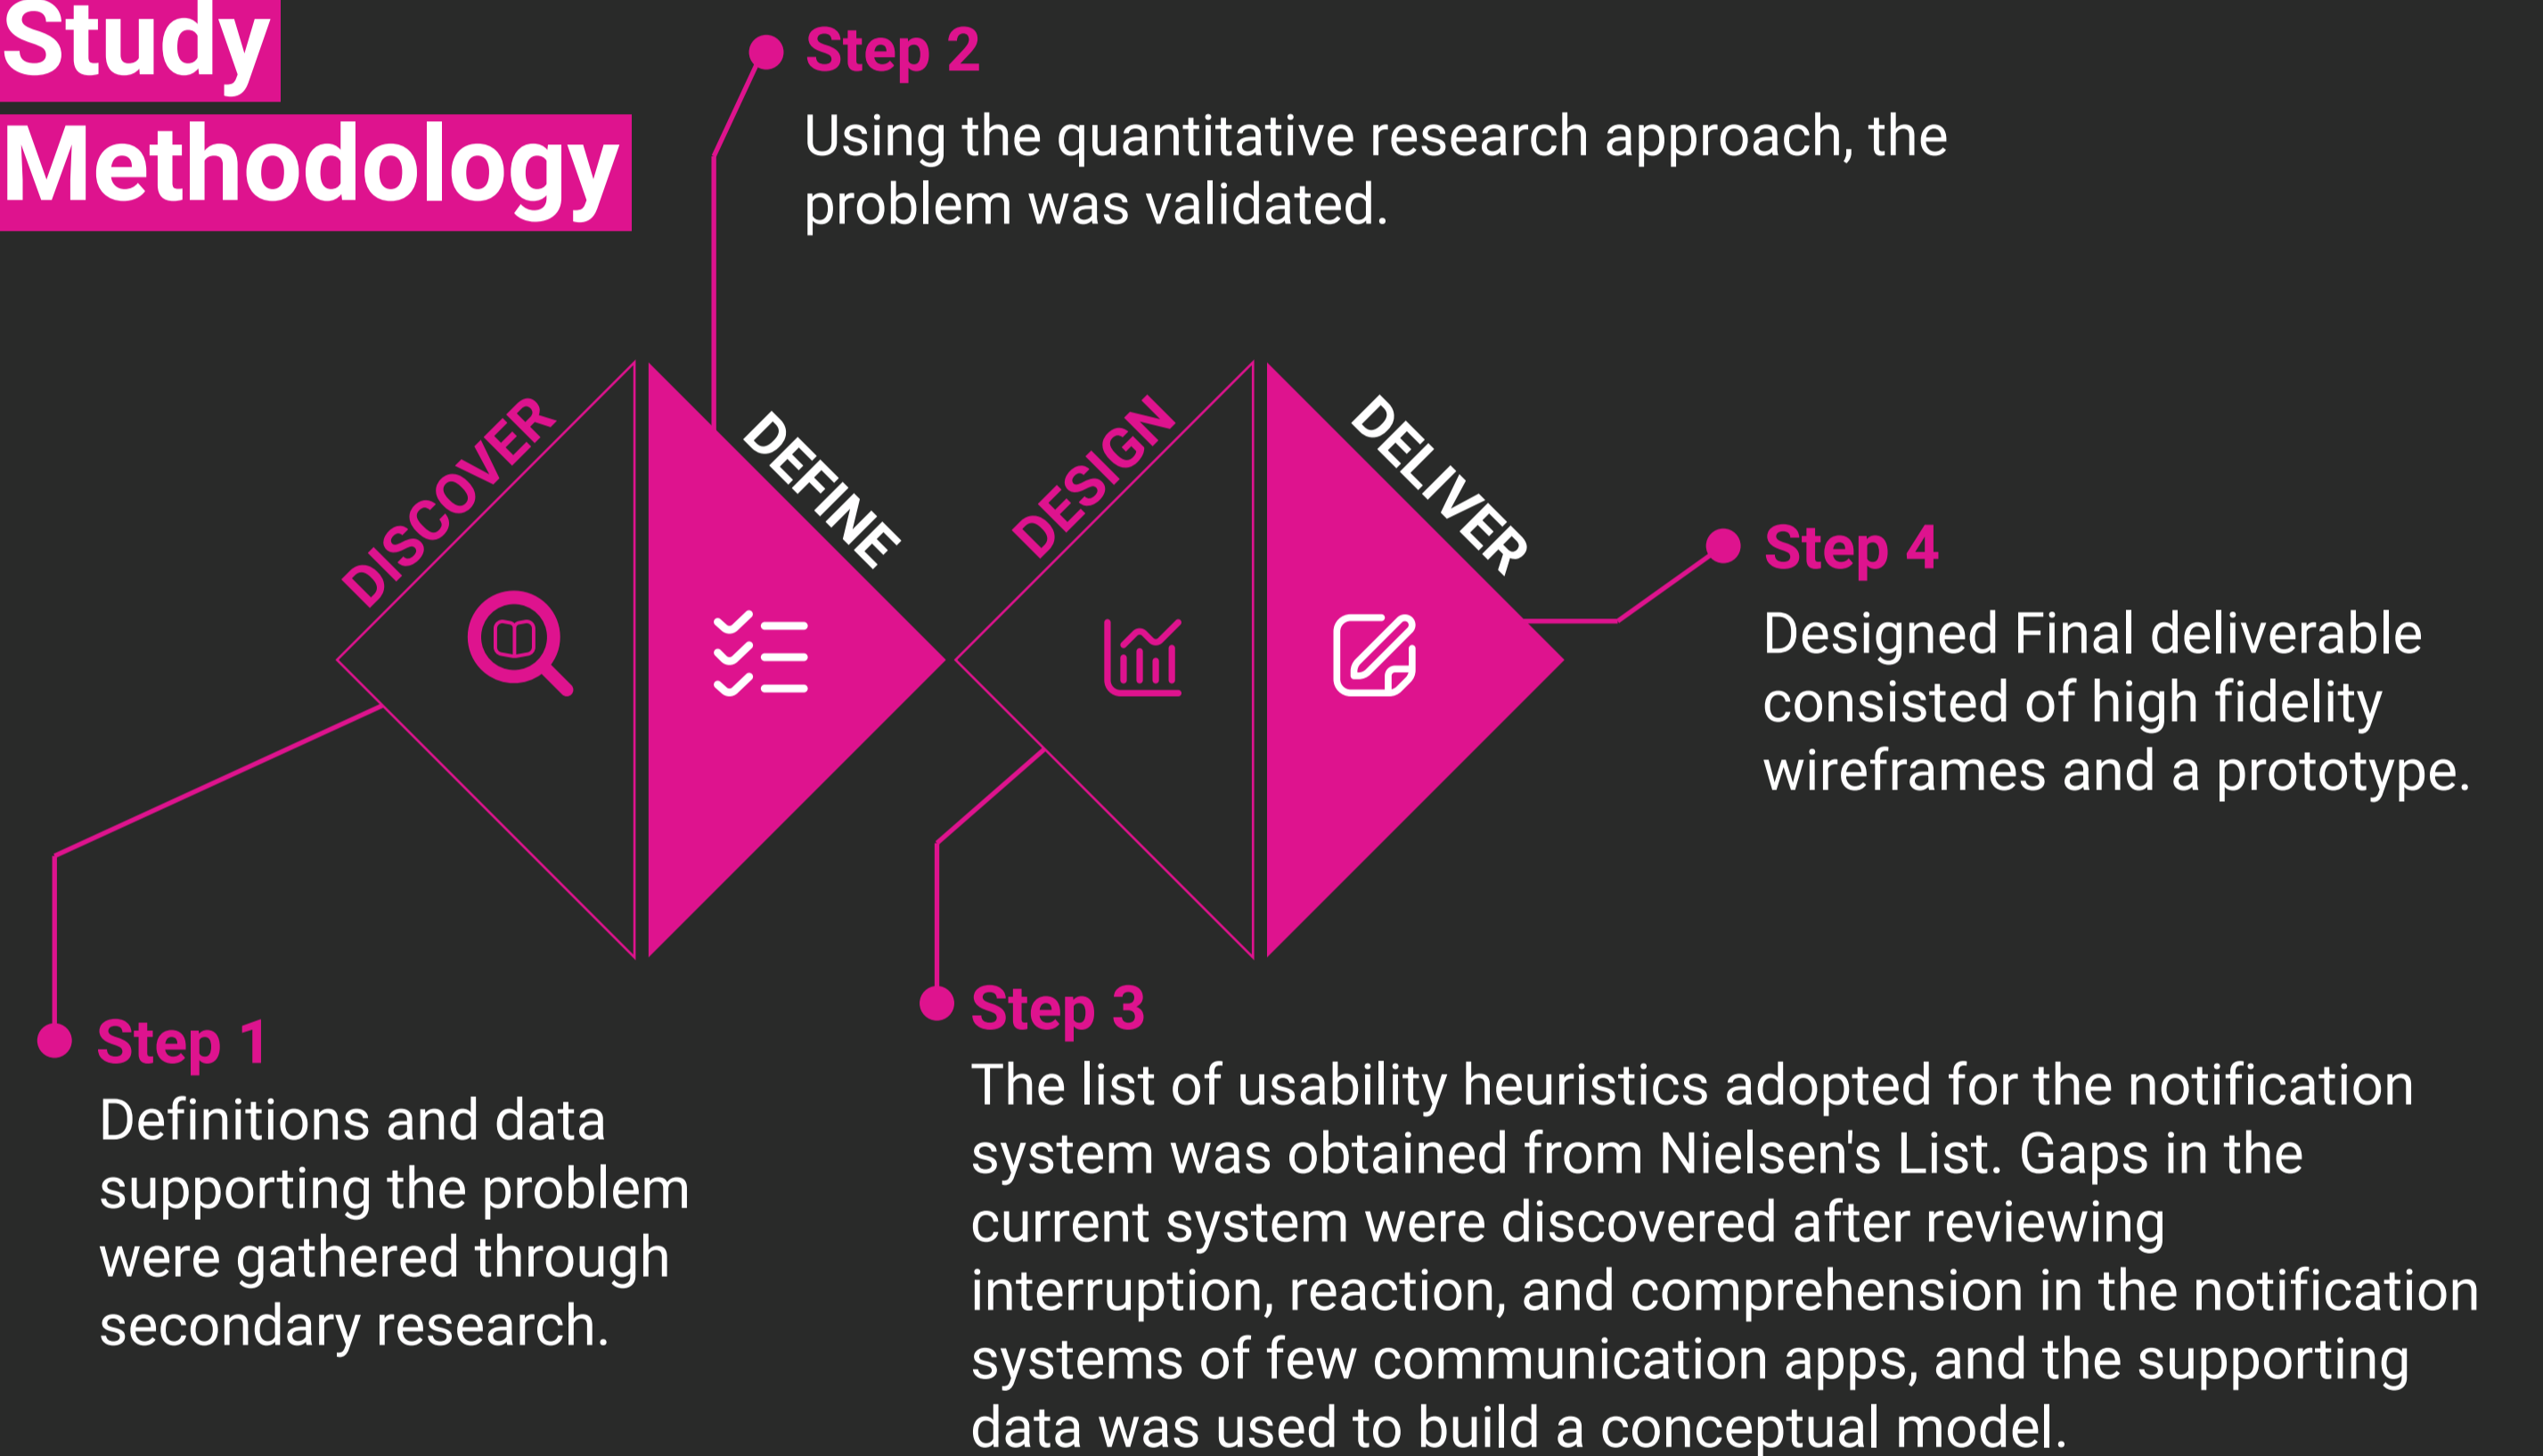 Study
Methodology
Step 2
Using the quantitative research approach, the
problem was validated.
DISCOVER
DEFINE
DESIGN
DELIVER
Step 4
Designed Final deliverable
consisted of high fidelity
wireframes and a prototype.
Step 1
Definitions and data
supporting the problem
were gathered through
secondary research.
Step 3
The list of usability heuristics adopted for the notification
system was obtained from Nielsen's List. Gaps in the
current system were discovered after reviewing
interruption, reaction, and comprehension in the notification
systems of few communication apps, and the supporting
data was used to build a conceptual model.